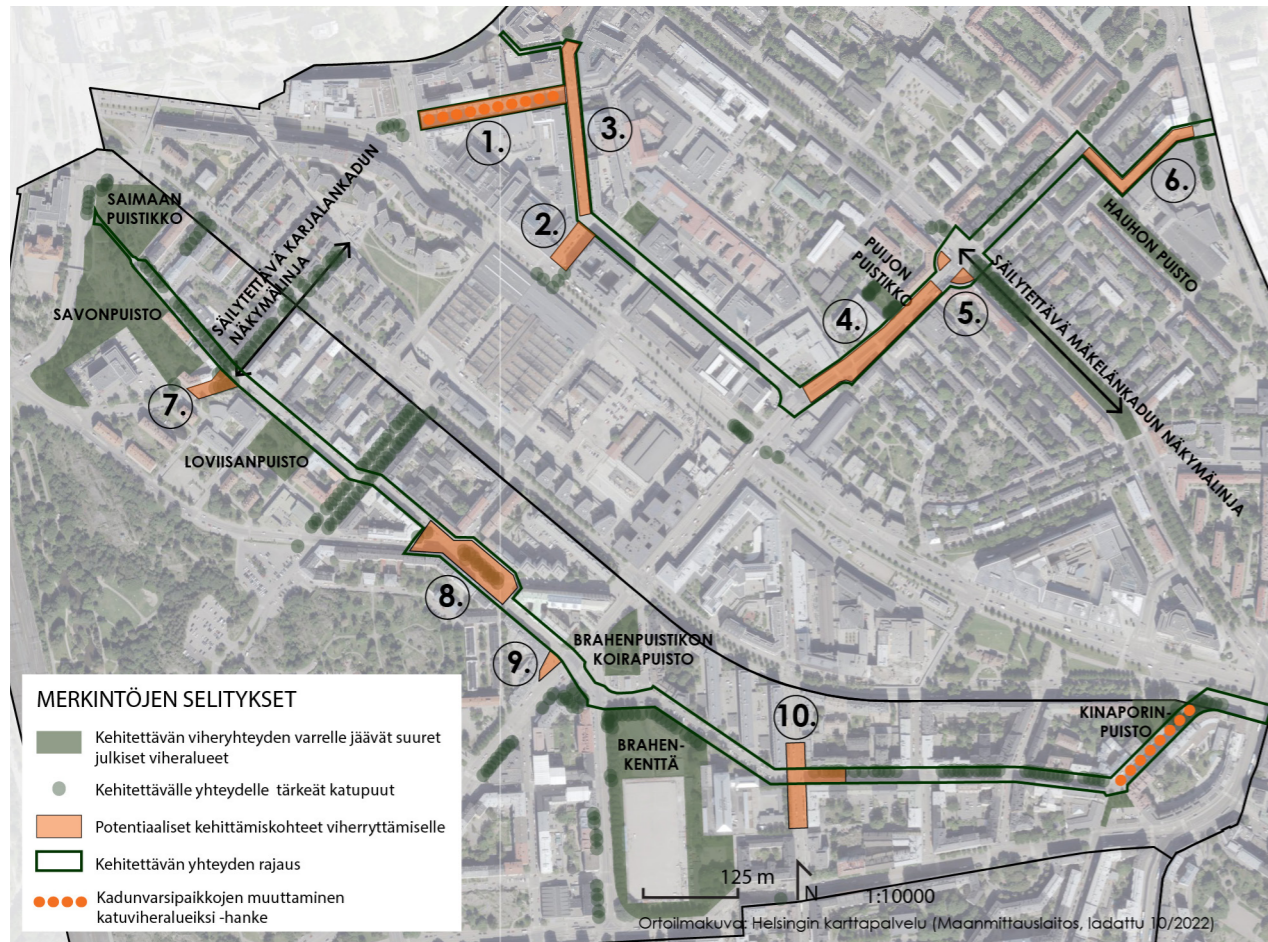 1.
2.
3.
4.
5.
6.
7.
8.
9.
10.
SAIMAAN
PUISTIKKO
SAVONPUISTO
SÄILYTETTÄVÄ KARJALANKADUN
NÄKYMÄLINJA
LOVIISANPUISTO
PUIJON
PUISTIKKO
HAUHON PUISTO
SÄILYTETTÄVÄ MÄKELÄNKADUN NÄKYMÄLINJA
BRAHENPUISTIKON
KOIRAPUISTO
BRAHEN-
KENTTÄ
KINAPORIN-
PUISTO
MERKINTÖJEN SELITYKSET
Kehitettävän viheryhteyden varrelle jäävät suuret
julkiset viheralueet
Kehitettävälle yhteydelle tärkeät katupuut
Potentiaaliset kehittämiskohteet viherryttämiselle
Kehitettävän yhteyden rajaus
Kadunvarsipaikkojen muuttaminen
katuviheralueiksi -hanke
125 m
N
1:10000
Ortoilmakuva: Helsingin karttapalvelu (Maanmittauslaitos, ladattu 10/2022)